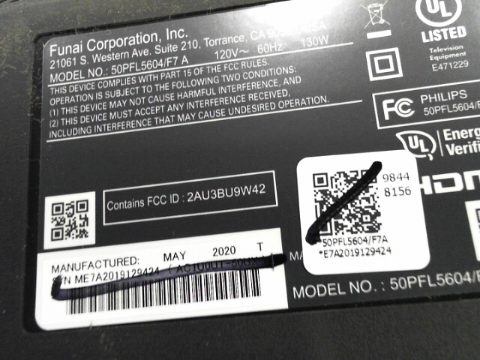 Funai Corporation, Inc.
21061 S. Western Ave. Suite 210, Torrance, CA
MODEL NO.: 50PFL5604/F7 A 120V~ 60Hz 130W
THIS DEVICE COMPLIES WITH PART 15 OF THE FCC RULES.
OPERATION IS SUBJECT TO THE FOLLOWING TWO CONDITIONS:
(1) THIS DEVICE MAY NOT CAUSE HARMFUL INTERFERENCE, AND
(2) THIS DEVICE MUST ACCEPT ANY INTERFERENCE RECEIVED,
INCLUDING INTERFERENCE THAT MAY CAUSE UNDESIRED OPERATION.
UL
LISTED
Television
Equipment
E471229
FC PHILIPS
50PFL5604/
UL Energ
Verifi
HDMI
Contains FCC ID : 2AU3BU9W42
9844
8156
50PFL5604/F7A
*E7A2019129424
MANUFACTURED: MAY 2020 T
S/N ME7A2019129424
MODEL NO.: 50PFL5604/F